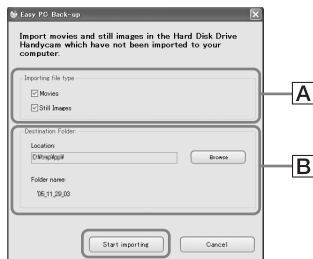 Easy PC Back-up
Import movies and still images in the Hard Disk Drive
Handycam which have not been imported to your
computer.
Importing file type
Movies
Still Images
A
Destination Folder:
Location:
Browse
B
Folder name:
'05_11_29_03
Start importing
Cancel